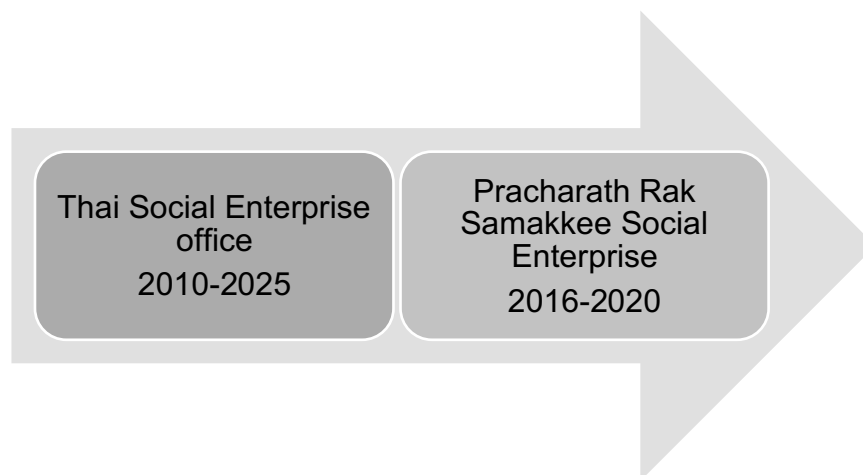 Thai Social Enterprise
office
2010-2025
Pracharath Rak
Samakkee Social
Enterprise
2016-2020